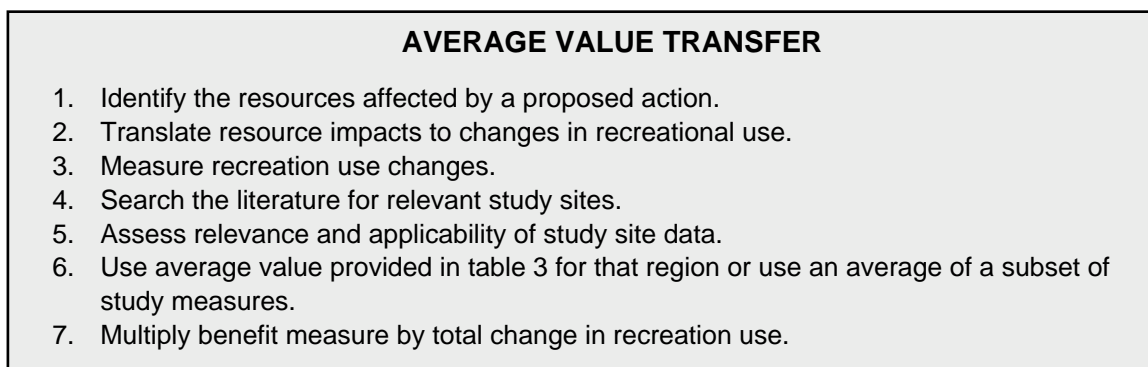 AVERAGE VALUE TRANSFER
1. Identify the resources affected by a proposed action.
2. Translate resource impacts to changes in recreational use.
3. Measure recreation use changes.
4. Search the literature for relevant study sites.
5. Assess relevance and applicability of study site data.
6. Use average value provided in table 3 for that region or use an average of a subset of
study measures.
7. Multiply benefit measure by total change in recreation use.